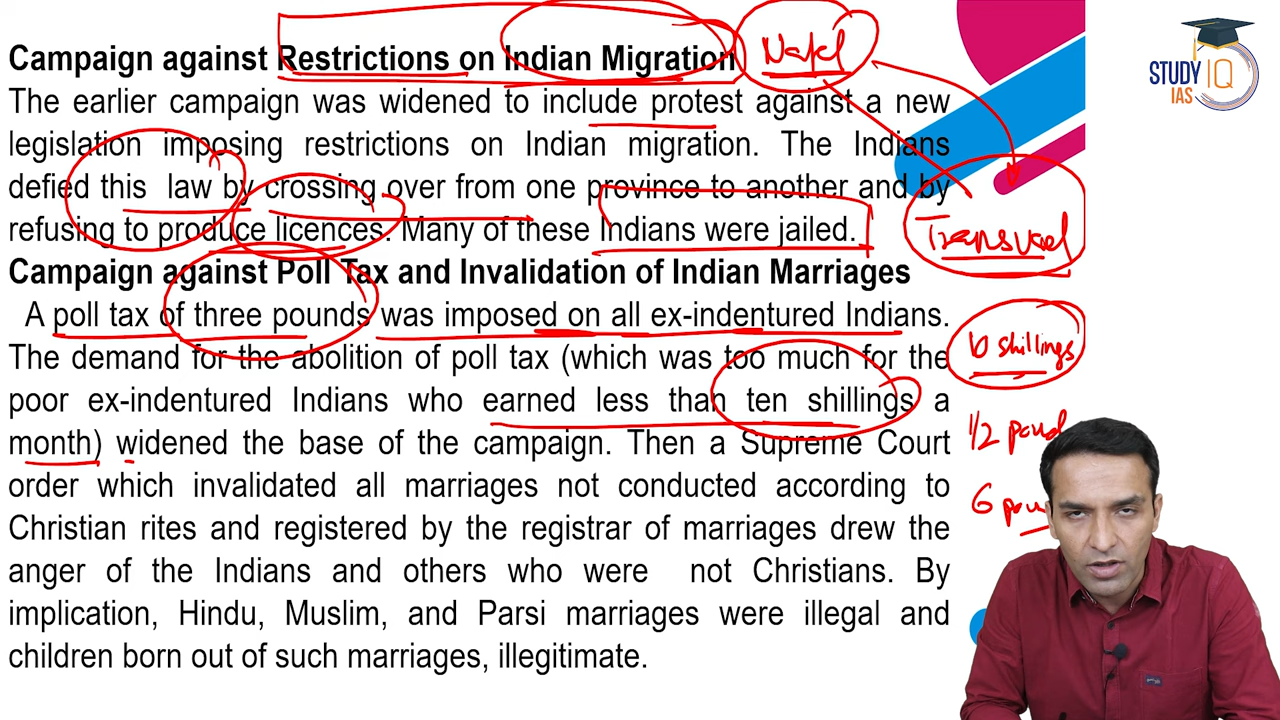 Campaign against Restrictions on Indian Migration
Natal
The earlier campaign was widened to include protest against a new
legislation imposing restrictions on Indian migration. The Indians
defied this law by crossing over from one province to another and by
refusing to produce licences. Many of these Indians were jailed.
Transvaal
Campaign against Poll Tax and Invalidation of Indian Marriages
A poll tax of three pounds was imposed on all ex-indentured Indians.
The demand for the abolition of poll tax (which was too much for the
poor ex-indentured Indians who earned less than ten shillings a
month) widened the base of the campaign. Then a Supreme Court
order which invalidated all marriages not conducted according to
Christian rites and registered by the registrar of marriages drew the
anger of the Indians and others who were not Christians. By
implication, Hindu, Muslim, and Parsi marriages were illegal and
children born out of such marriages, illegitimate.
10 shillings
1/2 pound
6
STUDY IQ
IAS